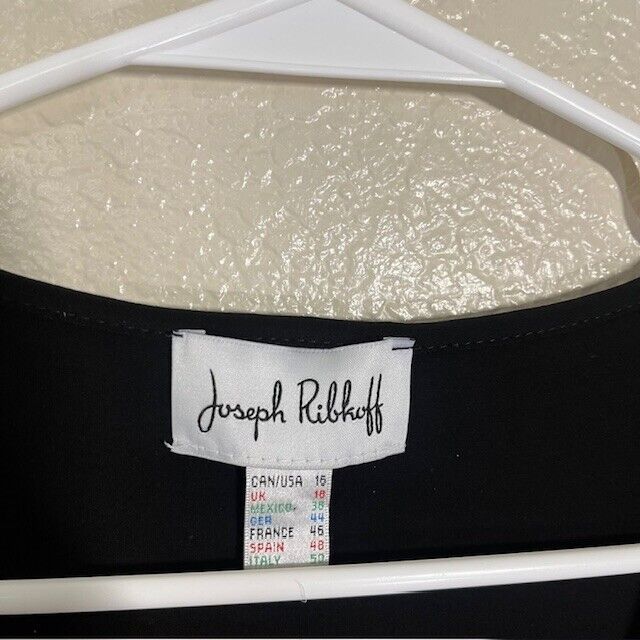 Joseph Ribkoff
CAN/USA 16
UK 18
MEXICO 38
GER 44
FRANCE 46
SPAIN 48
ITALY 50